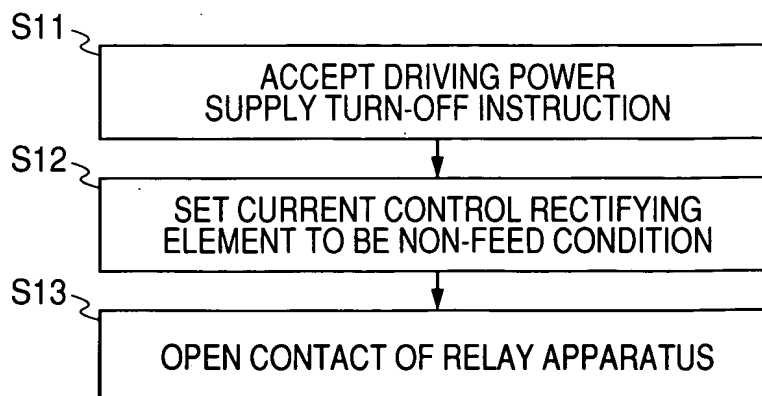 S11
ACCEPT DRIVING POWER
SUPPLY TURN-OFF INSTRUCTION
S12
SET CURRENT CONTROL RECTIFYING
ELEMENT TO BE NON-FEED CONDITION
S13
OPEN CONTACT OF RELAY APPARATUS